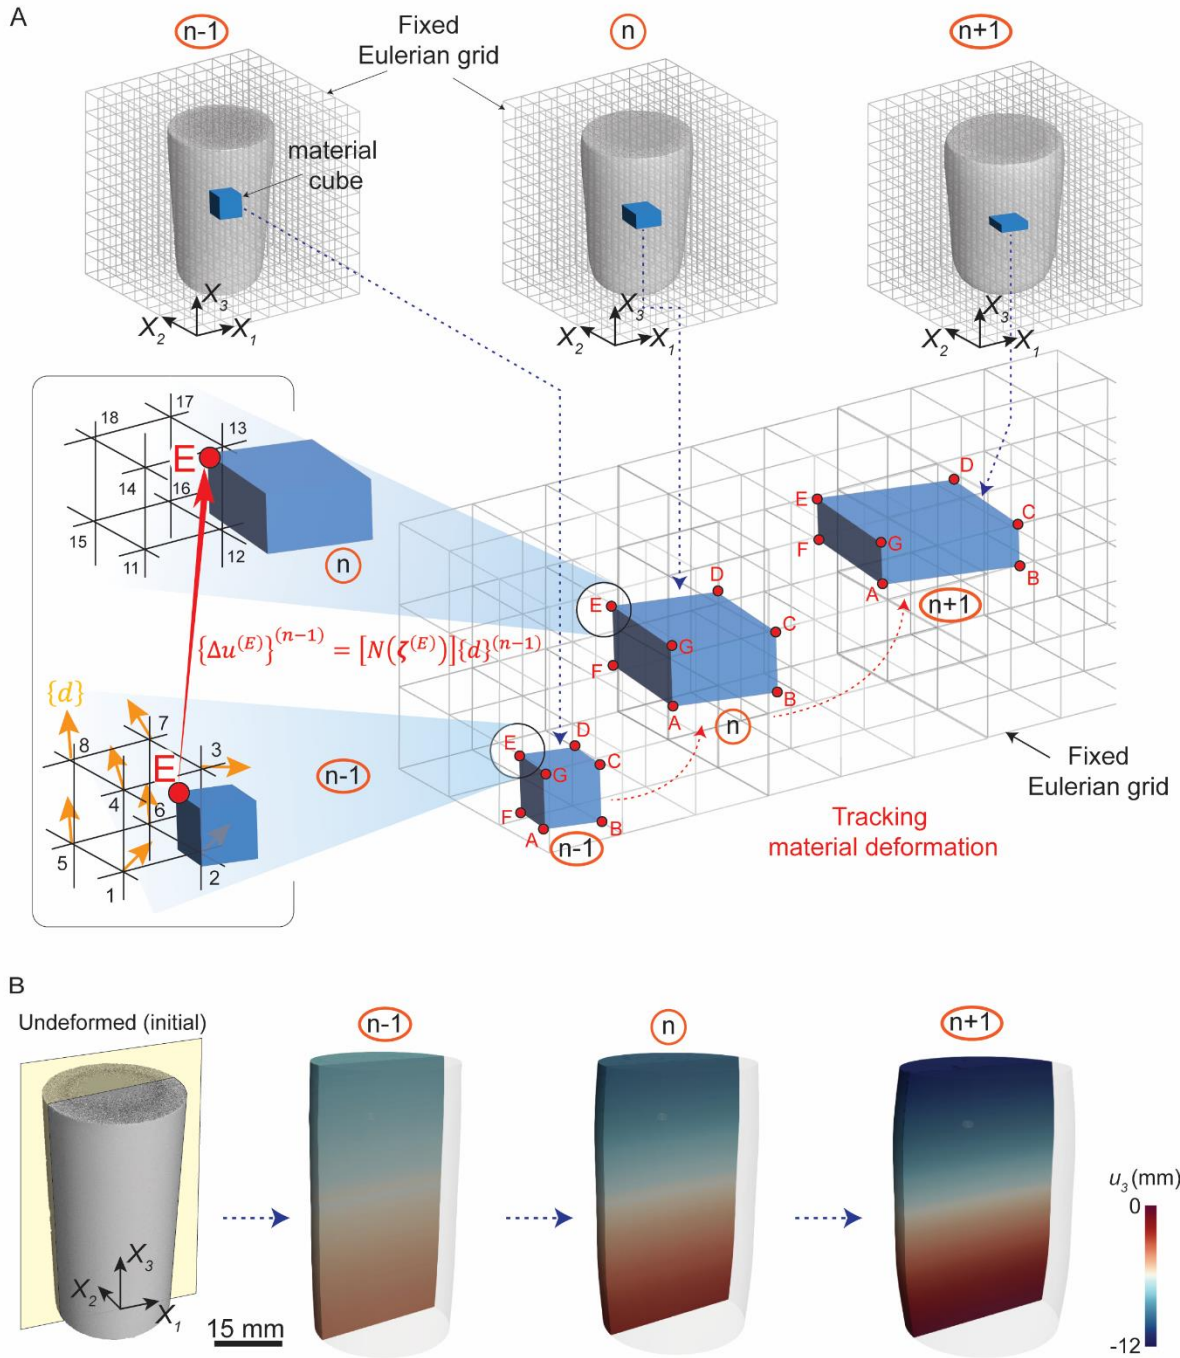 A
n-1
Fixed
Eulerian grid
n
n+1
material
cube
X3
X2
X1
X3
X2
X1
X3
X2
X1
17
18
13
E
14
16
15
12
11
n
{Δu^(E)}^(n-1) = [N(ζ^(E))]{d}^(n-1)
{d}
7
8
3
E
4
6
5
2
1
n-1
E
D
G
C
F
A
B
n-1
E
D
C
G
F
B
A
n
D
E
C
G
F
B
A
n+1
Fixed
Eulerian grid
Tracking
material deformation
B
Undeformed (initial)
n-1
n
n+1
X3
X2
X1
15 mm
u3 (mm)
0
-12